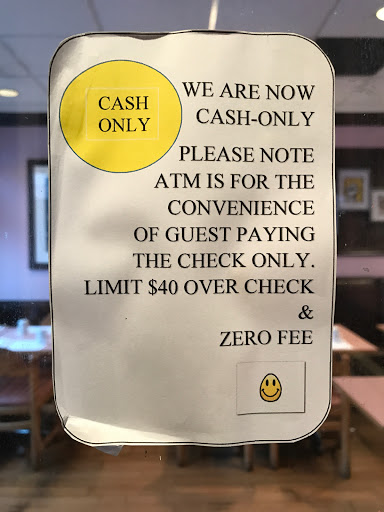 CASH
ONLY
WE ARE NOW
CASH-ONLY
PLEASE NOTE
ATM IS FOR THE
CONVENIENCE
OF GUEST PAYING
THE CHECK ONLY.
LIMIT $40 OVER CHECK
&
ZERO FEE